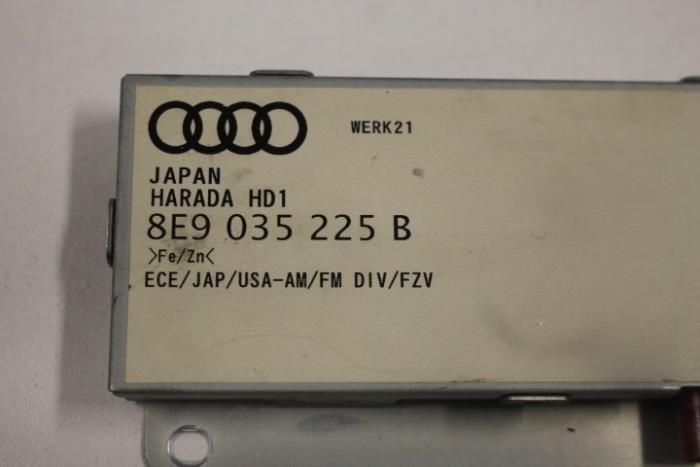 WERK21
JAPAN
HARADA HD1
8E9 035 225 B
>Fe/Zn<
ECE/JAP/USA-AM/FM DIV/FZV